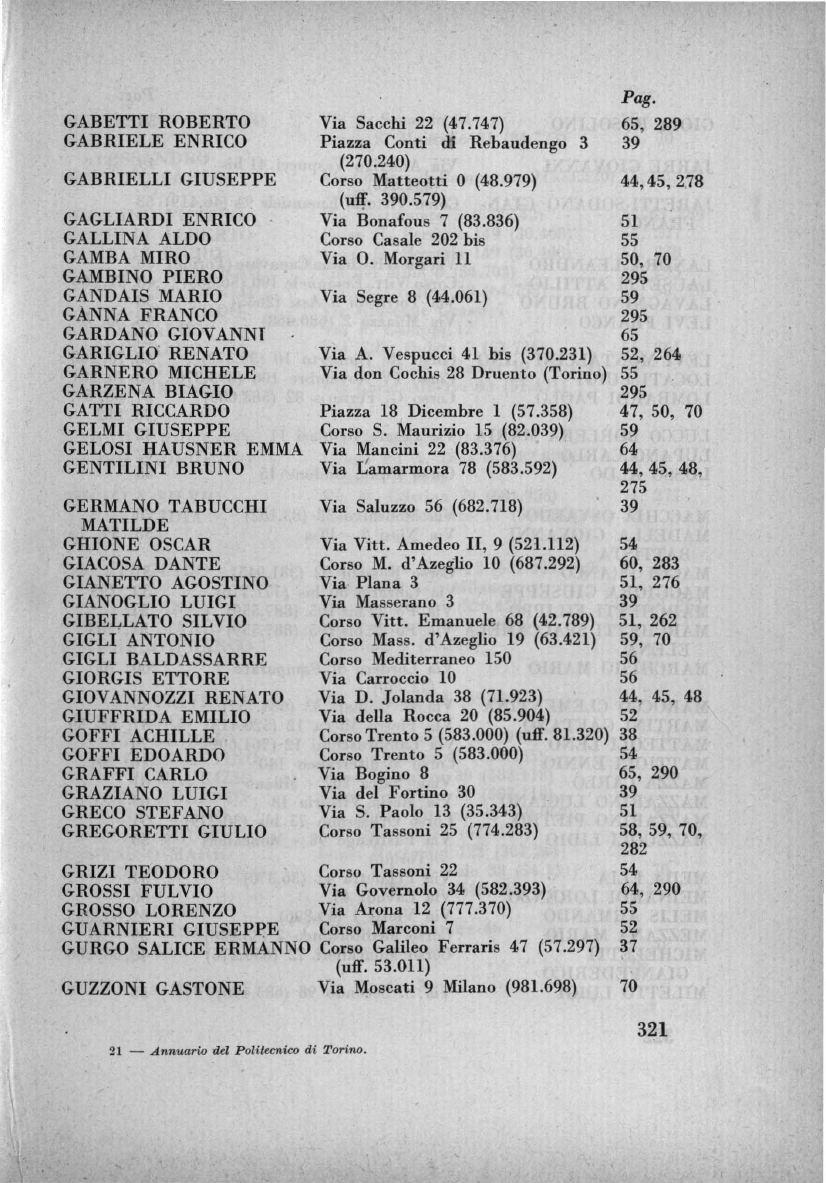 Pag.
GABETTI ROBERTO Via Sacchi 22 (47.747) 65, 289
GABRIELE ENRICO Piazza Conti di Rebaudengo 3 39
(270.240)
GABRIELLI GIUSEPPE Corso Matteotti 0 (48.979) 44, 45, 278
(uff. 390.579)
GAGLIARDI ENRICO Via Bonafous 7 (83.836) 51
GALLINA ALDO Corso Casale 202 bis 55
GAMBA MIRO Via O. Morgari 11 50, 70
GAMBINO PIERO 295
GANDAIS MARIO Via Segre 8 (44.061) 59
GANNA FRANCO 295
GARDANO GIOVANNI 65
GARIGLIO RENATO Via A. Vespucci 41 bis (370.231) 52, 264
GARNERO MICHELE Via don Cochis 28 Druento (Torino) 55
GARZENA BIAGIO 295
GATTI RICCARDO Piazza 18 Dicembre 1 (57.358) 47, 50, 70
GELMI GIUSEPPE Corso S. Maurizio 15 (82.039) 59
GELOSI HAUSNER EMMA Via Mancini 22 (83.376) 64
GENTILINI BRUNO Via Lamarmora 78 (583.592) 44, 45, 48,
275
GERMANO TABUCCHI Via Saluzzo 56 (682.718) 39
MATILDE
GHIONE OSCAR Via Vitt. Amedeo II, 9 (521.112) 54
GIACOSA DANTE Corso M. d'Azeglio 10 (687.292) 60, 283
GIANETTO AGOSTINO Via Plana 3 51, 276
GIANOGLIO LUIGI Via Masserano 3 39
GIBELLATO SILVIO Corso Vitt. Emanuele 68 (42.789) 51, 262
GIGLI ANTONIO Corso Mass. d'Azeglio 19 (63.421) 59, 70
GIGLI BALDASSARRE Corso Mediterraneo 150 56
GIORGIS ETTORE Via Carroccio 10 56
GIOVANNOZZI RENATO Via D. Jolanda 38 (71.923) 44, 45, 48
GIUFFRIDA EMILIO Via della Rocca 20 (85.904) 52
GOFFI ACHILLE Corso Trento 5 (583.000) (uff. 81.320) 38
GOFFI EDOARDO Corso Trento 5 (583.000) 54
GRAFFI CARLO Via Bogino 8 65, 290
GRAZIANO LUIGI Via del Fortino 30 39
GRECO STEFANO Via S. Paolo 13 (35.343) 51
GREGORETTI GIULIO Corso Tassoni 25 (774.283) 58, 59, 70,
282
GRIZI TEODORO Corso Tassoni 22 54
GROSSI FULVIO Via Governolo 34 (582.393) 64, 290
GROSSO LORENZO Via Arona 12 (777.370) 55
GUARNIERI GIUSEPPE Corso Marconi 7 52
GURGO SALICE ERMANNO Corso Galileo Ferraris 47 (57.297) 37
(uff. 53.011)
GUZZONI GASTONE Via Moscati 9 Milano (981.698) 70
321
21 — Annuario del Politecnico di Torino.